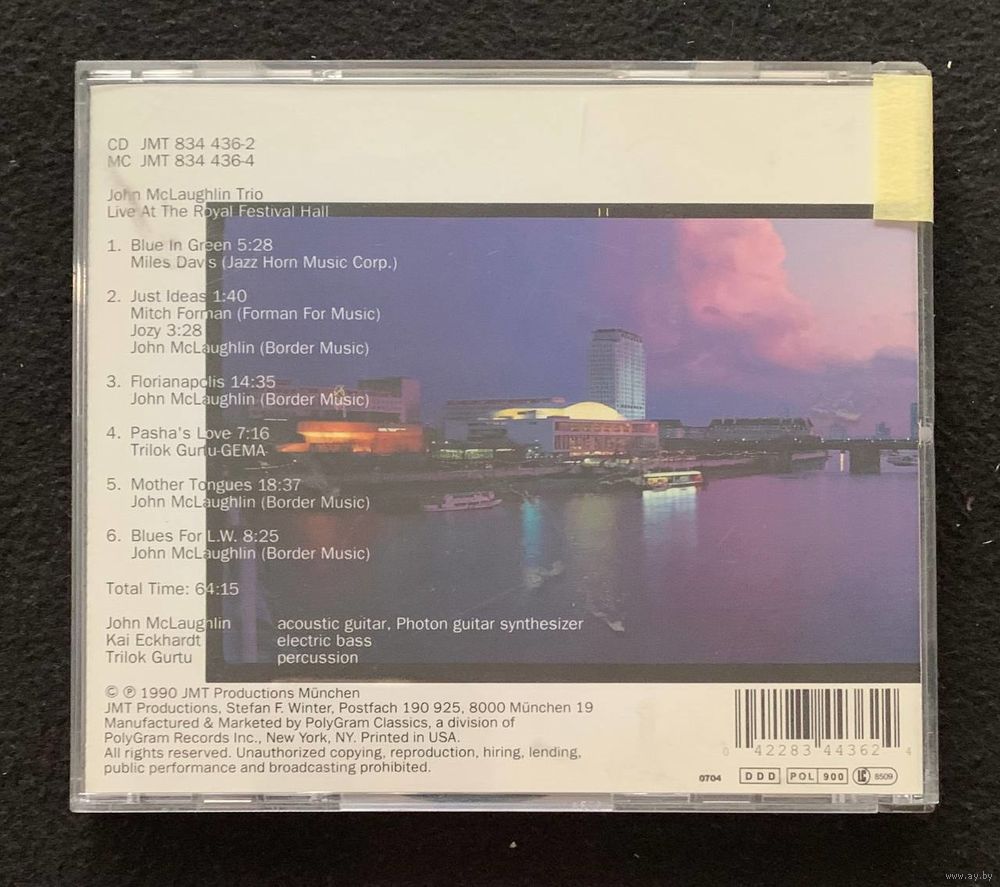 CD JMT 834 436-2
MC JMT 834 436-4
John McLaughlin Trio
Live At The Royal Festival Hall
1. Blue In Green 5:28
Miles Davis (Jazz Horn Music Corp.)
2. Just Ideas 1:40
Mitch Forman (Forman For Music)
Jozy 3:28
John McLaughlin (Border Music)
3. Florianapolis 14:35
John McLaughlin (Border Music)
4. Pasha's Love 7:16
Trilok Gurtu-GEMA
5. Mother Tongues 18:37
John McLaughlin (Border Music)
6. Blues For L.W. 8:25
John McLaughlin (Border Music)
Total Time: 64:15
John McLaughlin acoustic guitar, Photon guitar synthesizer
Kai Eckhardt electric bass
Trilok Gurtu percussion
© ℗ 1990 JMT Productions München
JMT Productions, Stefan F. Winter, Postfach 190 925, 8000 München 19
Manufactured & Marketed by PolyGram Classics, a division of
PolyGram Records Inc., New York, NY. Printed in USA.
All rights reserved. Unauthorized copying, reproduction, hiring, lending,
public performance and broadcasting prohibited.
0 42283 44362 4
0704 DDD POL 900 LC 8509
www.ay.by